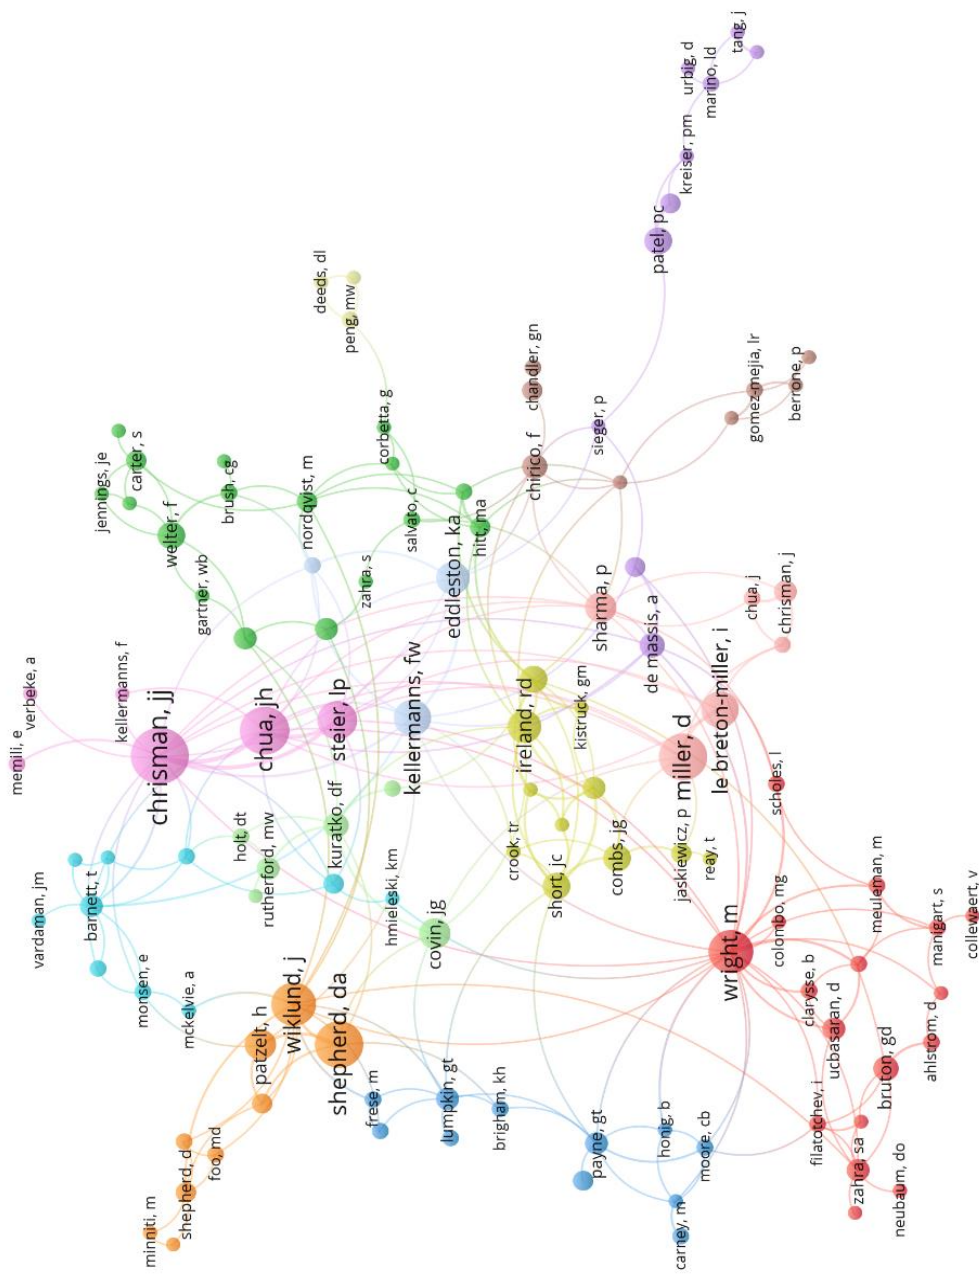 minniti, m
memili, e
verbeke, a
vardaman, jm
shepherd, d
barnett, t
kellermanns, f
jennings, je
monsen, e
carter, s
foo, md
mckelvie, a
chrisman, jj
welter, f
gartner, wb
brush, cg
holt, dt
patzelt, h
rutherford, mw
chua, jh
wiklund, j
nordqvist, m
kuratko, df
steier, lp
deeds, dl
shepherd, da
peng, mw
zahra, s
frese, m
corbetta, g
hmieleski, km
kellermanns, fw
salvato, c
covin, jg
lumpkin, gt
eddleston, ka
hitt, ma
brigham, kh
crook, tr
ireland, rd
chirico, f
chandler, gn
short, jc
kistruck, gm
payne, gt
sieger, p
sharma, p
combs, jg
de massis, a
patel, pc
honig, b
carney, m
jaskiewicz, p
miller, d
kreiser, pm
urbig, d
moore, cb
reay, t
le breton-miller, i
marino, ld
wright, m
tang, j
chua, j
gomez-mejia, lr
scholes, l
colombo, mg
chrisman, j
berrone, p
clarysse, b
filatotchev, i
ucbasaran, d
zahra, sa
meuleman, m
bruton, gd
neubaum, do
ahlstrom, d
manigart, s
collewaert, v